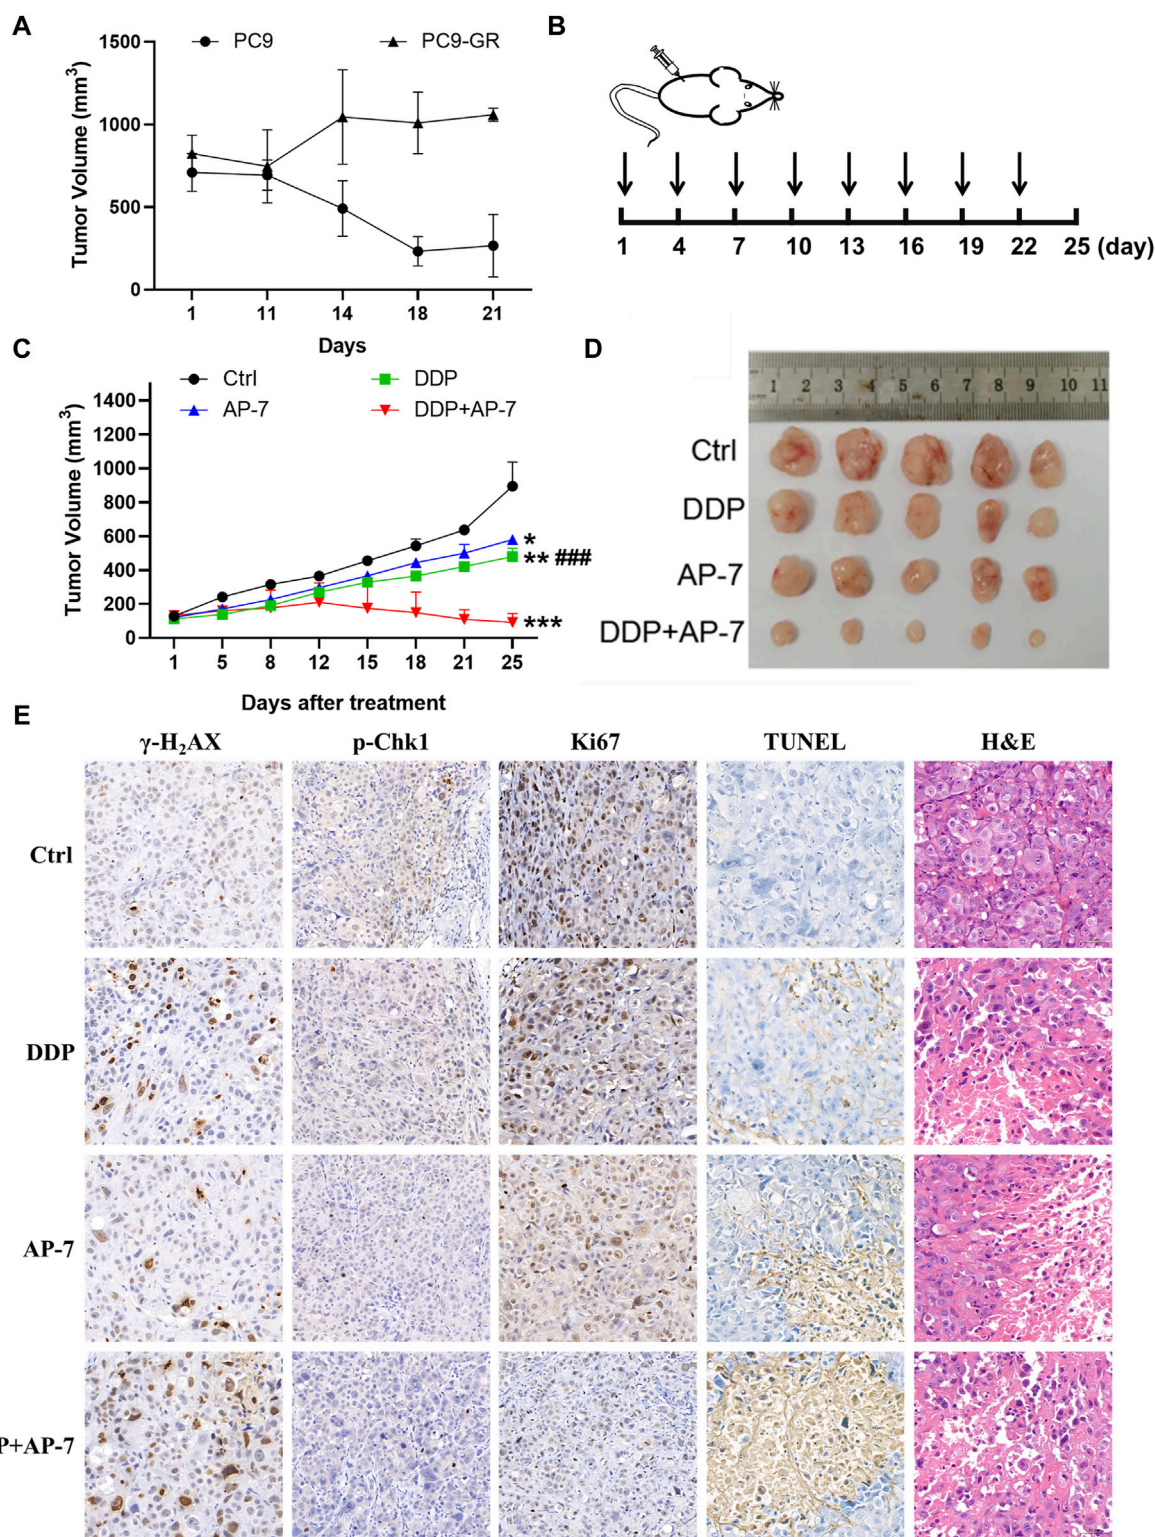 A
PC9
PC9-GR
1500
1000
500
0
Tumor Volume (mm³)
1 11 14 18 21
Days
B
1 4 7 10 13 16 19 22 25 (day)
C
Ctrl
DDP
AP-7
DDP+AP-7
1400
1200
1000
800
600
400
200
0
Tumor Volume (mm³)
*
** ###
***
1 5 8 12 15 18 21 25
Days after treatment
D
1 2 3 4 5 6 7 8 9 10 11
Ctrl
DDP
AP-7
DDP+AP-7
E
γ-H₂AX p-Chk1 Ki67 TUNEL H&E
Ctrl
DDP
AP-7
P+AP-7